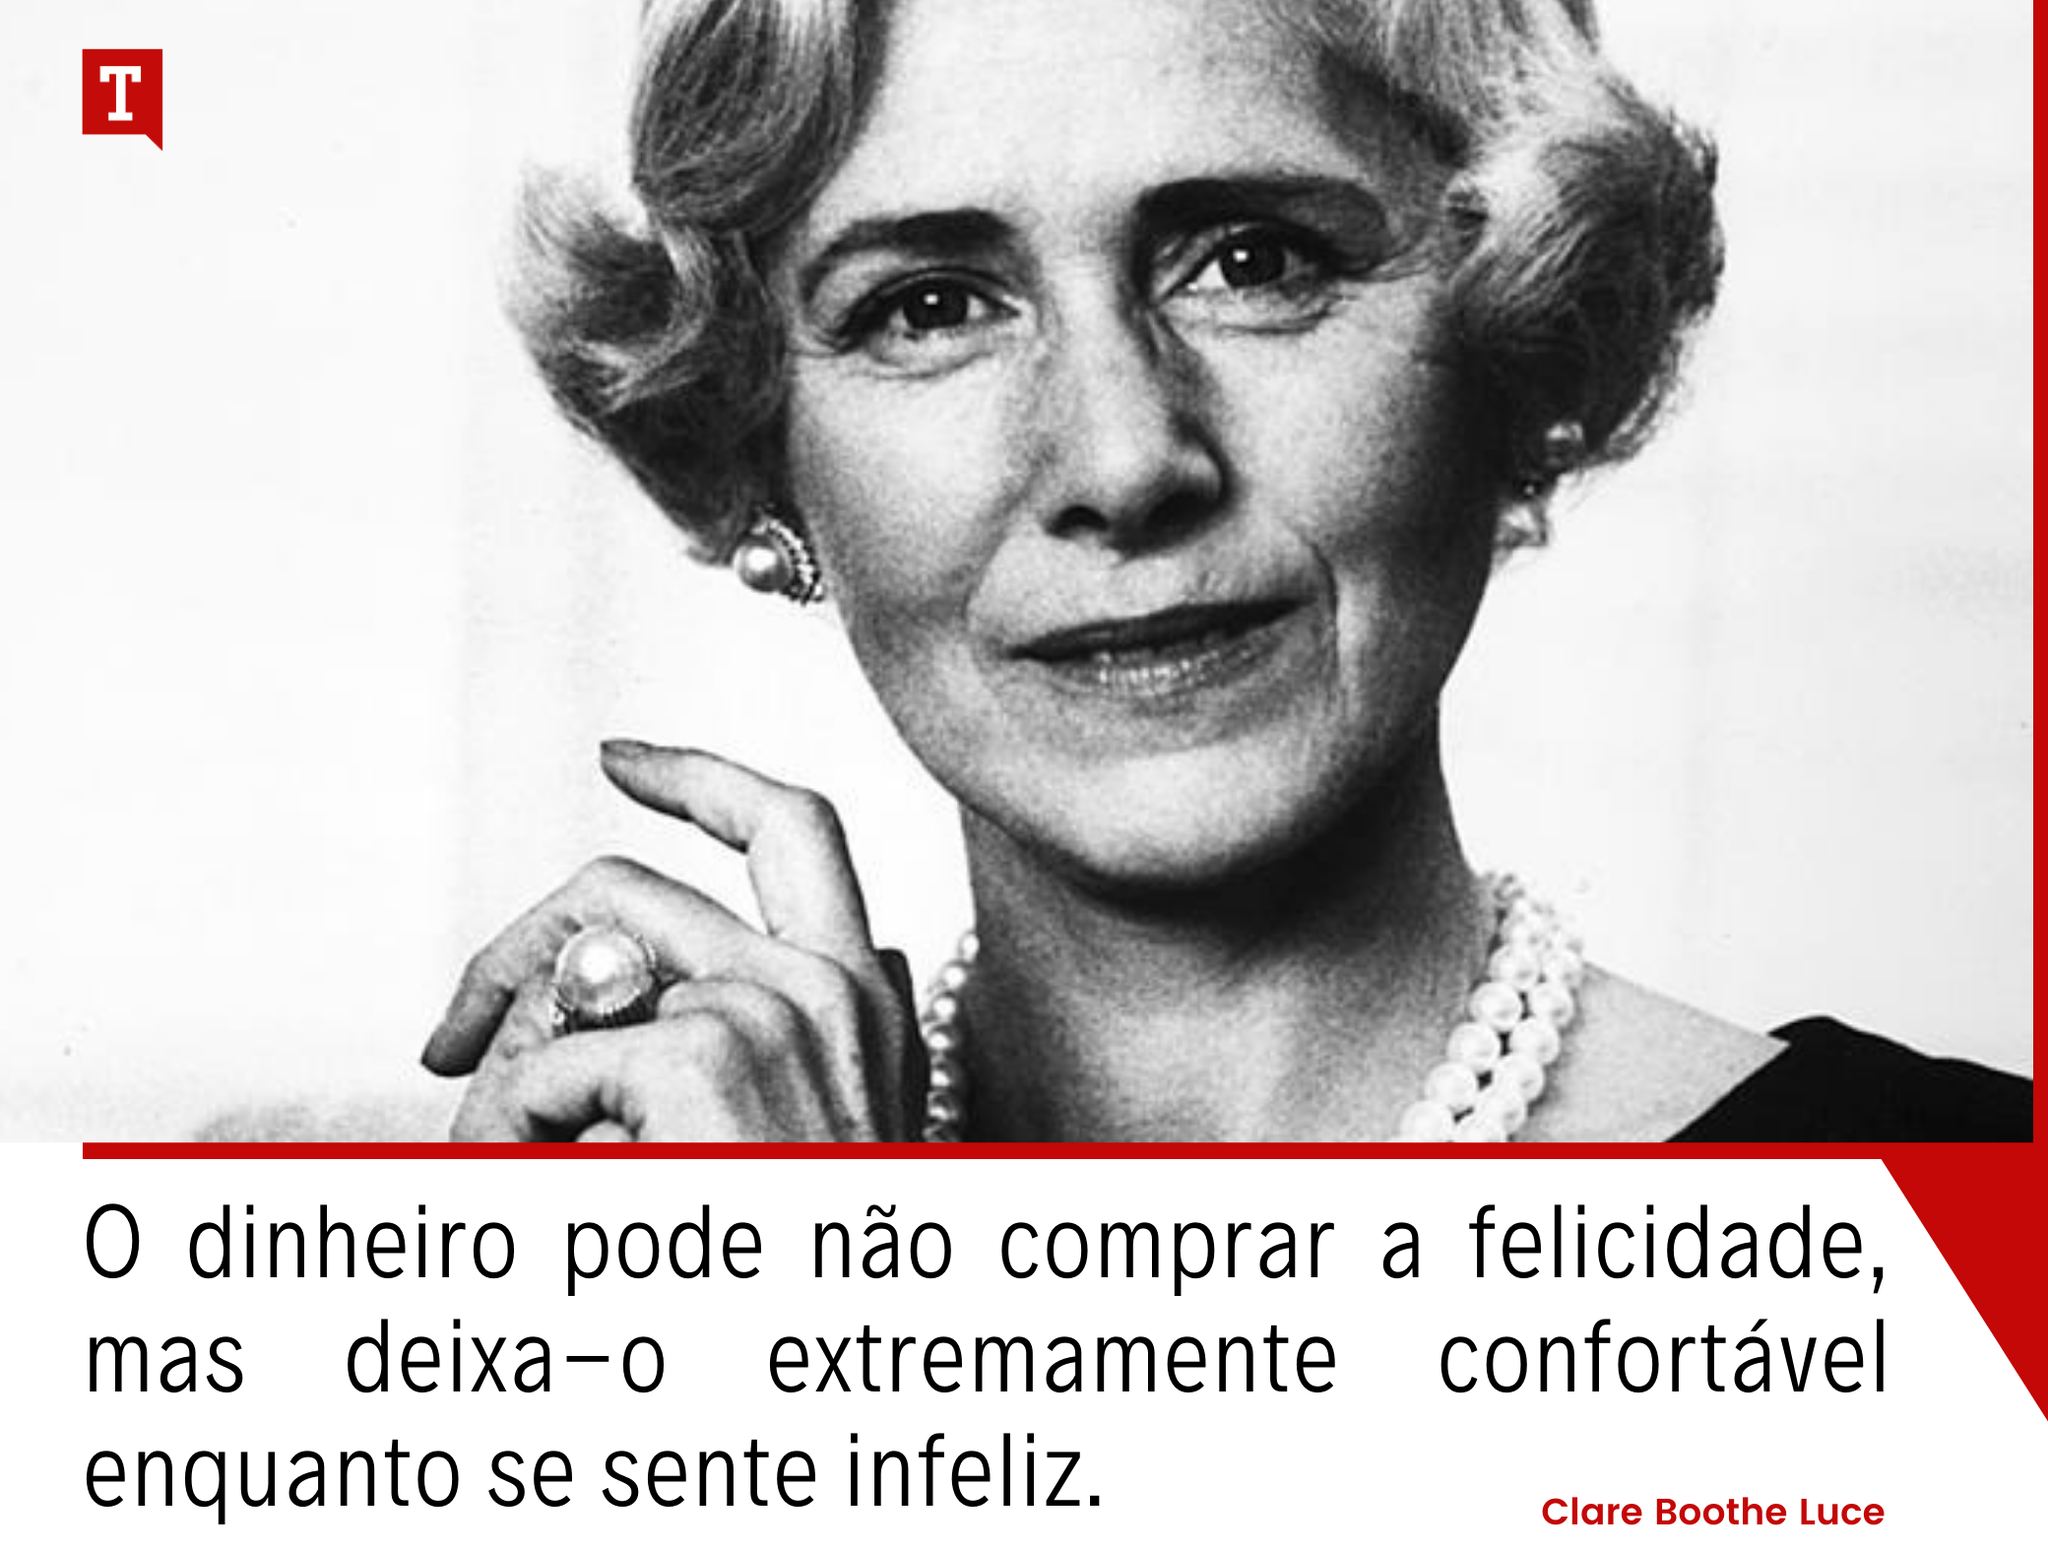 T
O dinheiro pode não comprar a felicidade,
mas deixa-o extremamente confortável
enquanto se sente infeliz.
Clare Boothe Luce